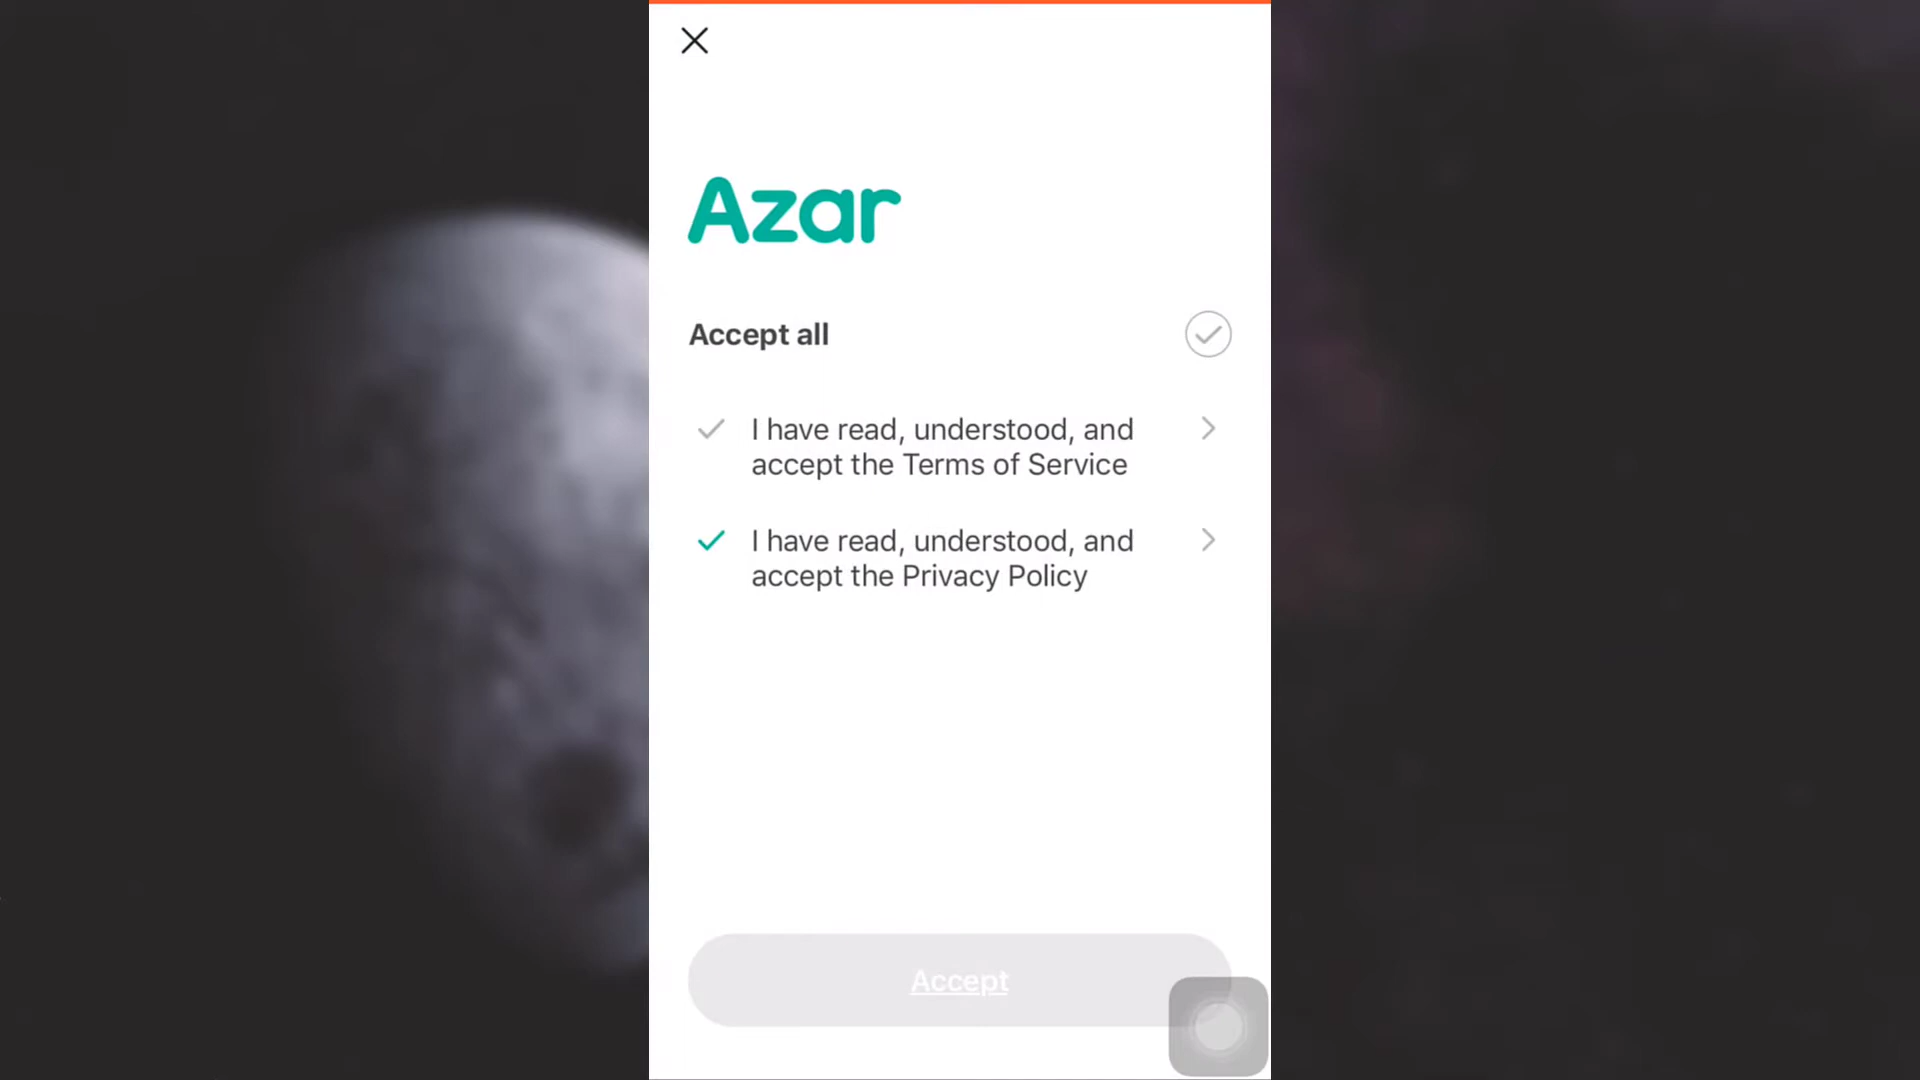 Azar
Accept all
I have read, understood, and
accept the Terms of Service
I have read, understood, and
accept the Privacy Policy
Accept